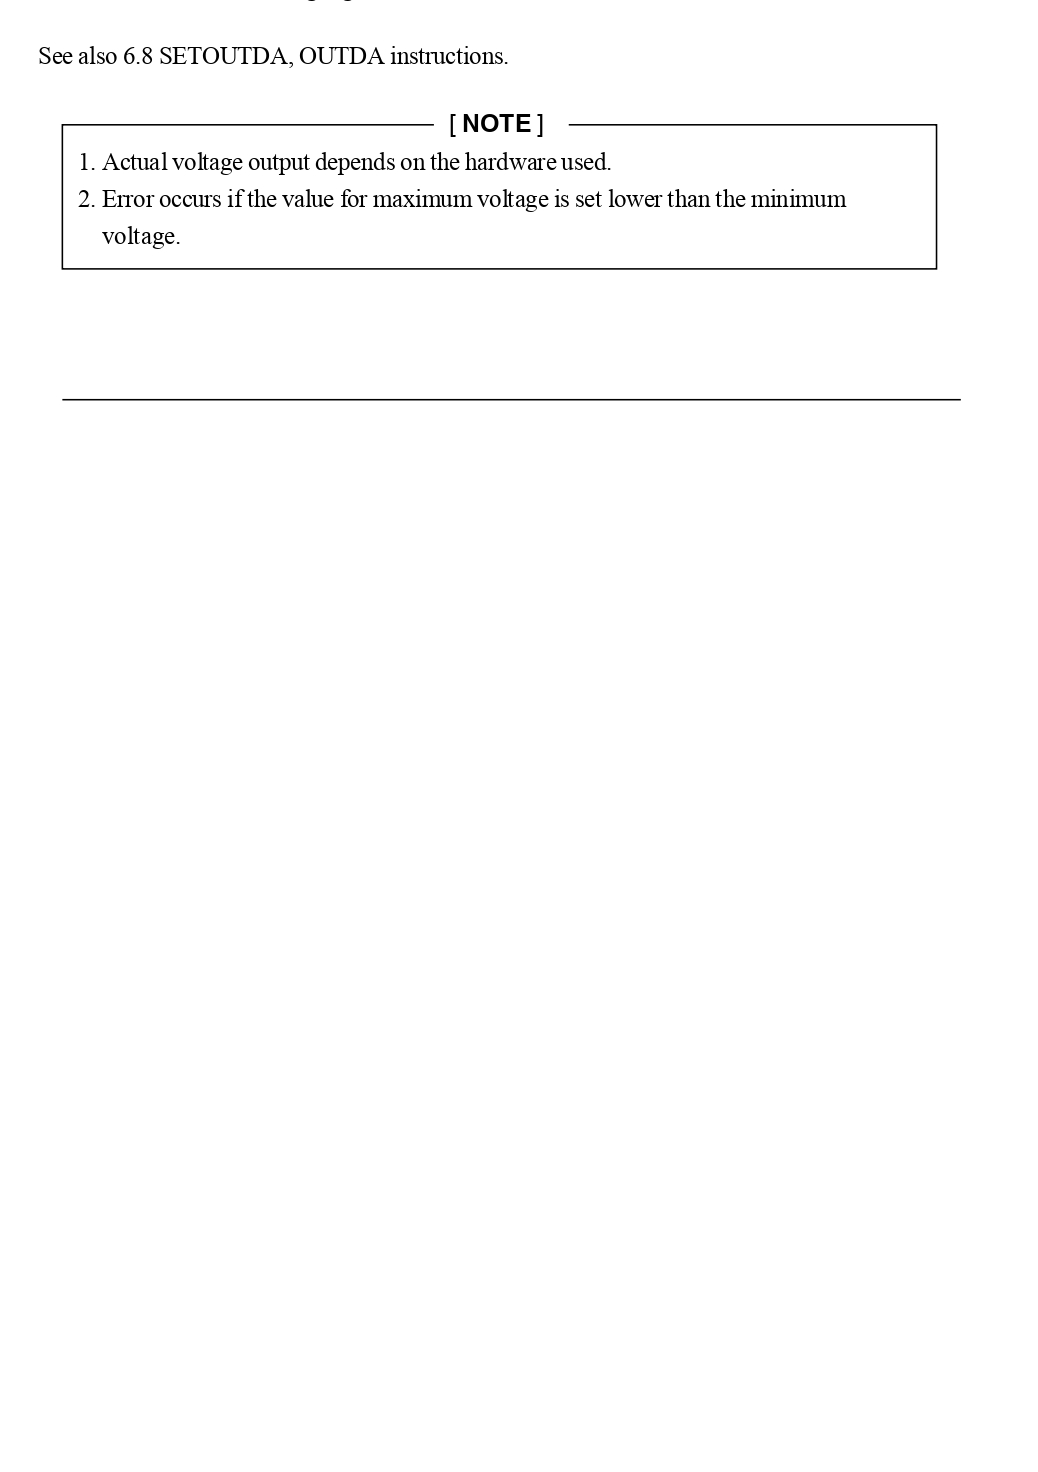 See also 6.8 SETOUTDA, OUTDA instructions.
[ NOTE ]
1. Actual voltage output depends on the hardware used.
2. Error occurs if the value for maximum voltage is set lower than the minimum
voltage.